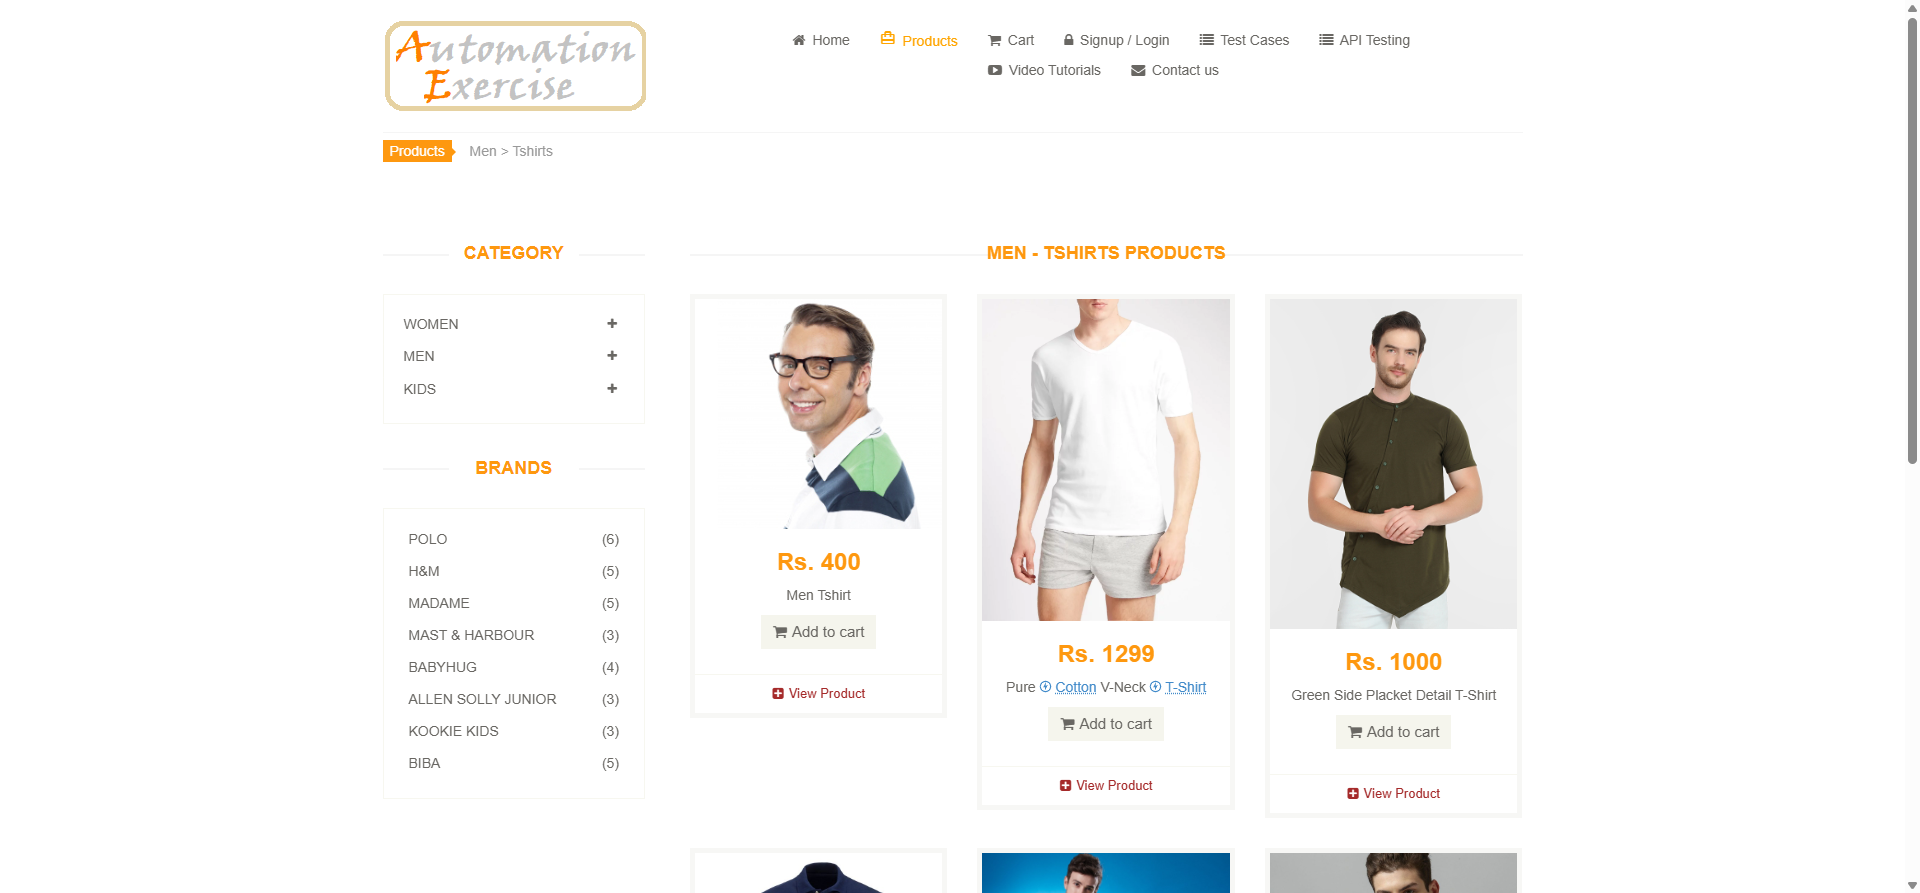 Automation
Exercise
Home
Products
Cart
Signup / Login
Test Cases
API Testing
Video Tutorials
Contact us
Products
Men > Tshirts
CATEGORY
WOMEN
MEN
KIDS
BRANDS
POLO (6)
H&M (5)
MADAME (5)
MAST & HARBOUR (3)
BABYHUG (4)
ALLEN SOLLY JUNIOR (3)
KOOKIE KIDS (3)
BIBA (5)
MEN - TSHIRTS PRODUCTS
Rs. 400
Men Tshirt
Add to cart
View Product
Rs. 1299
Pure Cotton V-Neck T-Shirt
Add to cart
View Product
Rs. 1000
Green Side Placket Detail T-Shirt
Add to cart
View Product